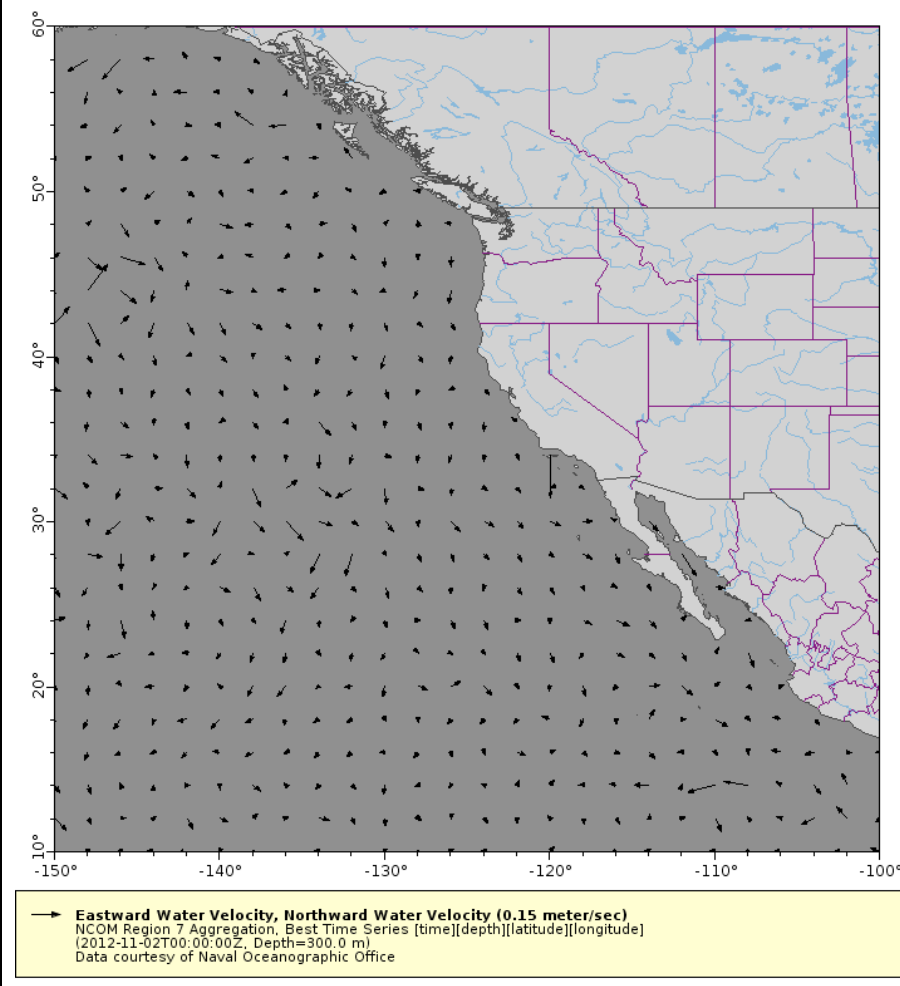 60°
50°
40°
30°
20°
10°
-150° -140° -130° -120° -110° -100°
Eastward Water Velocity, Northward Water Velocity (0.15 meter/sec)
NCOM Region 7 Aggregation, Best Time Series [time][depth][latitude][longitude]
(2012-11-02T00:00:00Z, Depth=300.0 m)
Data courtesy of Naval Oceanographic Office